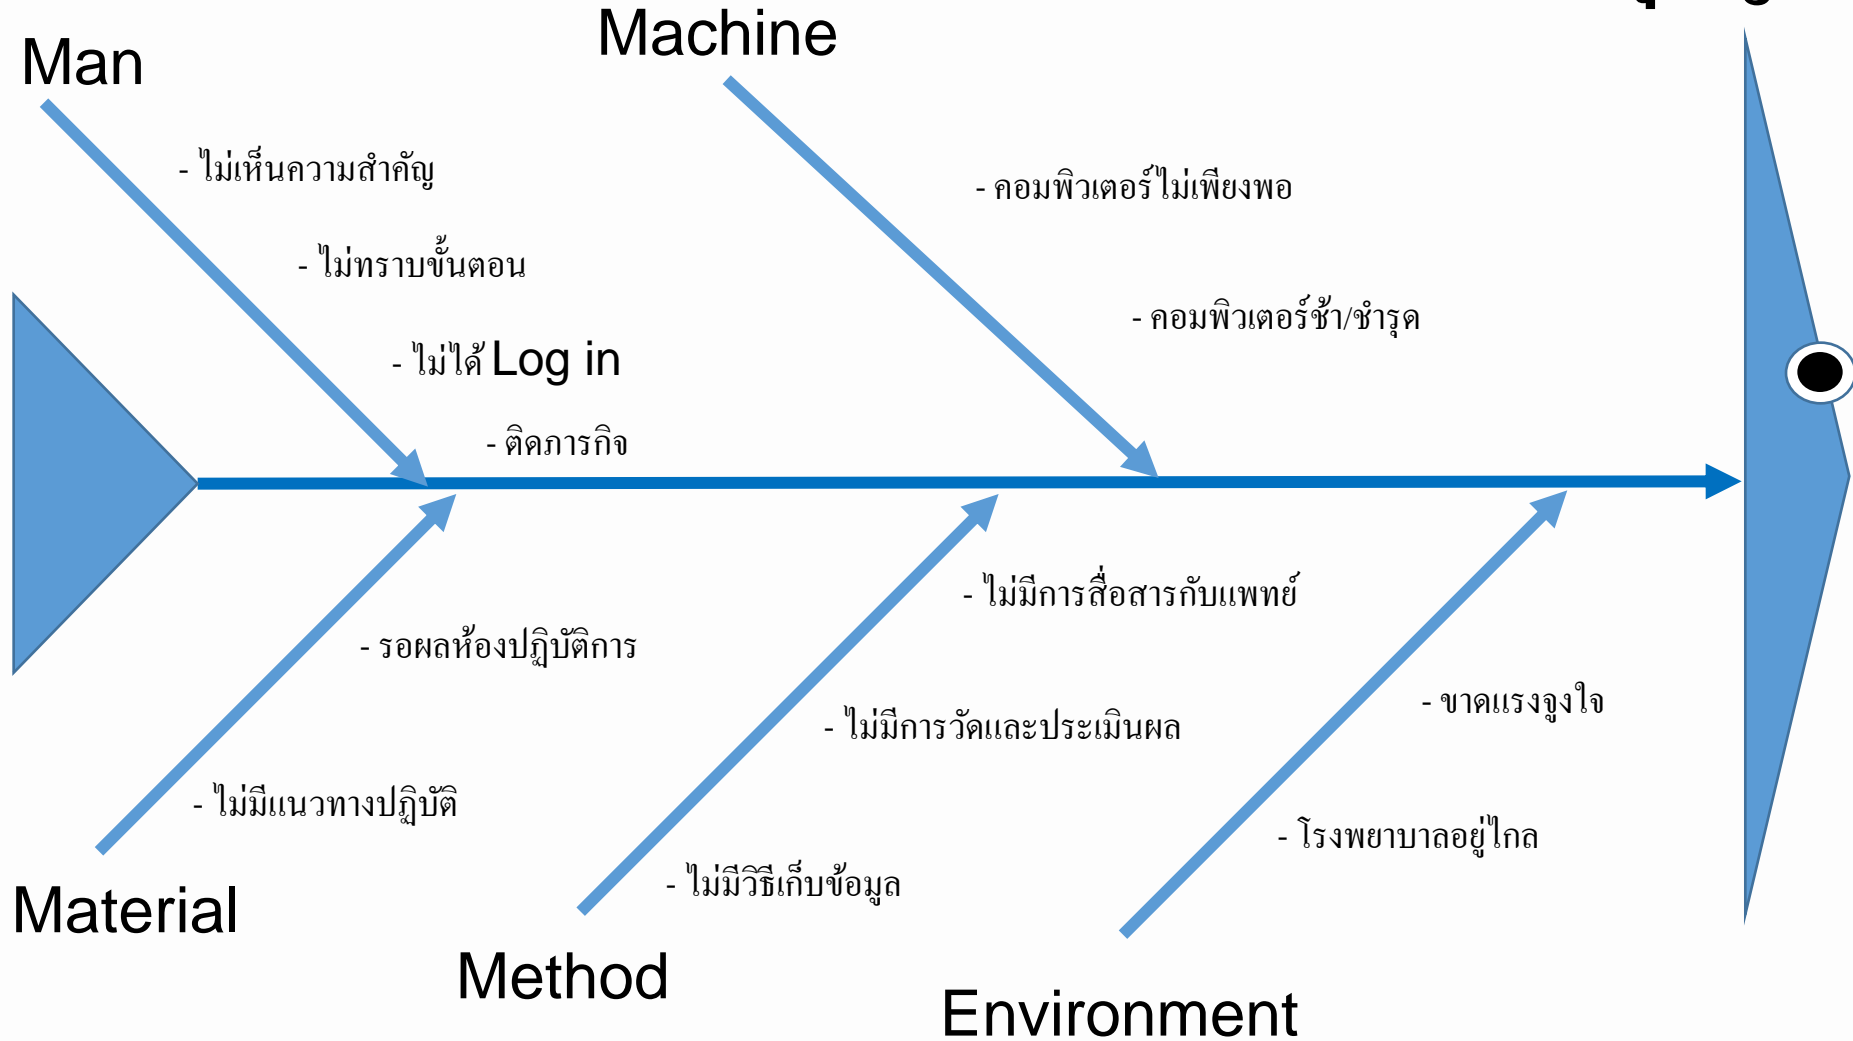 Man
Machine
- ไม่เห็นความสำคัญ
- คอมพิวเตอร์ไม่เพียงพอ
- ไม่ทราบขั้นตอน
- คอมพิวเตอร์ช้า/ชำรุด
- ไม่ได้ Log in
- ติดภารกิจ
- ไม่มีการสื่อสารกับแพทย์
- รอผลห้องปฏิบัติการ
- ขาดแรงจูงใจ
- ไม่มีการวัดและประเมินผล
- ไม่มีแนวทางปฏิบัติ
- โรงพยาบาลอยู่ไกล
- ไม่มีวิธีเก็บข้อมูล
Material
Method
Environment